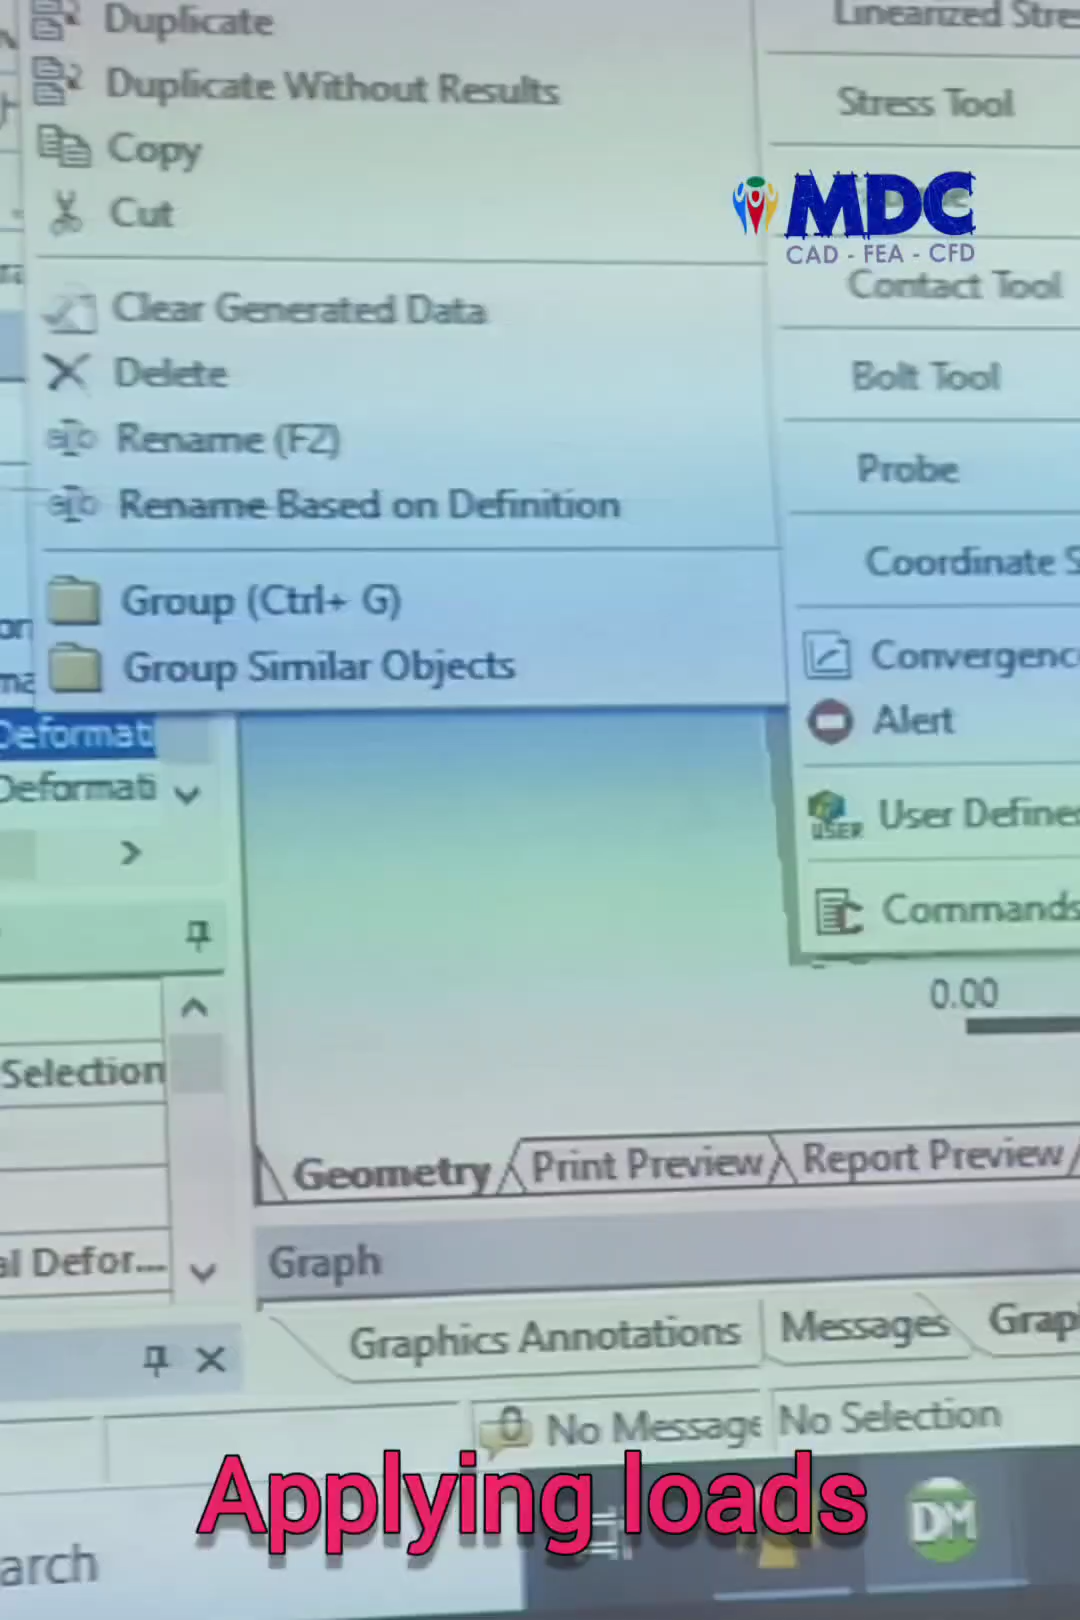 Duplicate
Duplicate Without Results
Copy
Cut
Clear Generated Data
Delete
Rename (F2)
Rename Based on Definition
Group (Ctrl+ G)
Group Similar Objects
Linearized Stre
Stress Tool
MDC
CAD - FEA - CFD
Contact Tool
Bolt Tool
Probe
Coordinate S
Convergenc
Alert
USER User Define
Commands
Deformati
Deformati
0.00
Selection
al Defor...
Geometry Print Preview Report Preview
Graph
Graphics Annotations Messages Grap
0 No Message No Selection
Applying loads
arch
DM